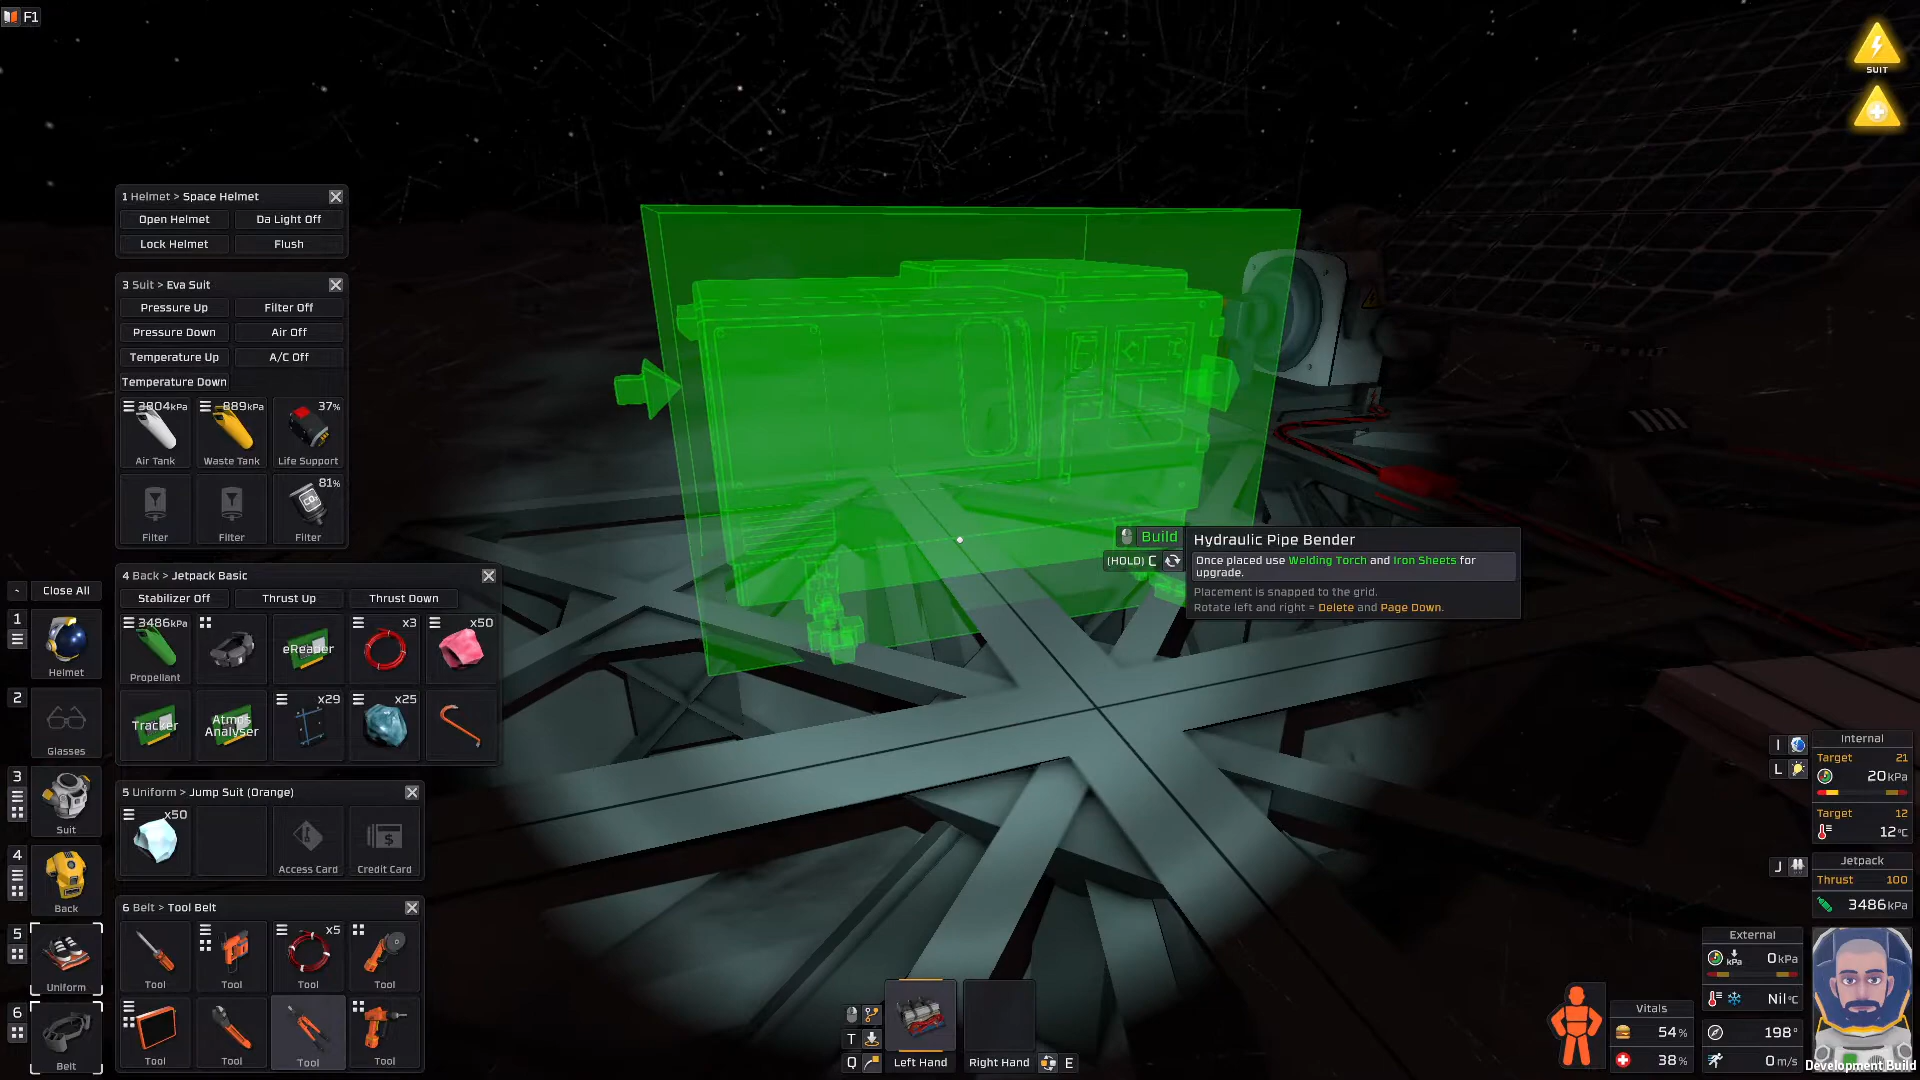 F1
SUIT
1 Helmet > Space Helmet
Open Helmet
Da Light Off
Lock Helmet
Flush
3 Suit > Eva Suit
Pressure Up
Filter Off
Pressure Down
Air Off
Temperature Up
A/C Off
Temperature Down
3804kPa
889kPa
37%
Air Tank
Waste Tank
Life Support
81%
Filter
Filter
Filter
Build
(HOLD) C
Hydraulic Pipe Bender
Once placed use Welding Torch and Iron Sheets for
upgrade.
Placement is snapped to the grid.
Rotate left and right = Delete and Page Down.
4 Back > Jetpack Basic
Stabilizer Off
Thrust Up
Thrust Down
3486kPa
x3
x50
eReader
Propellant
x29
x25
Tracker
Atmos
Analyser
5 Uniform > Jump Suit (Orange)
x50
Access Card
Credit Card
6 Belt > Tool Belt
x5
Tool
Tool
Tool
Tool
Tool
Tool
Tool
Tool
~
Close All
1
Helmet
2
Glasses
3
Suit
4
Back
5
Uniform
6
Belt
T
Q
Left Hand
Right Hand
E
I
L
Internal
Target 21
20kPa
Target 12
12°C
J
Jetpack
Thrust 100
3486kPa
External
kPa
0kPa
Nil°C
Vitals
54%
198°
38%
0m/s
Development Build